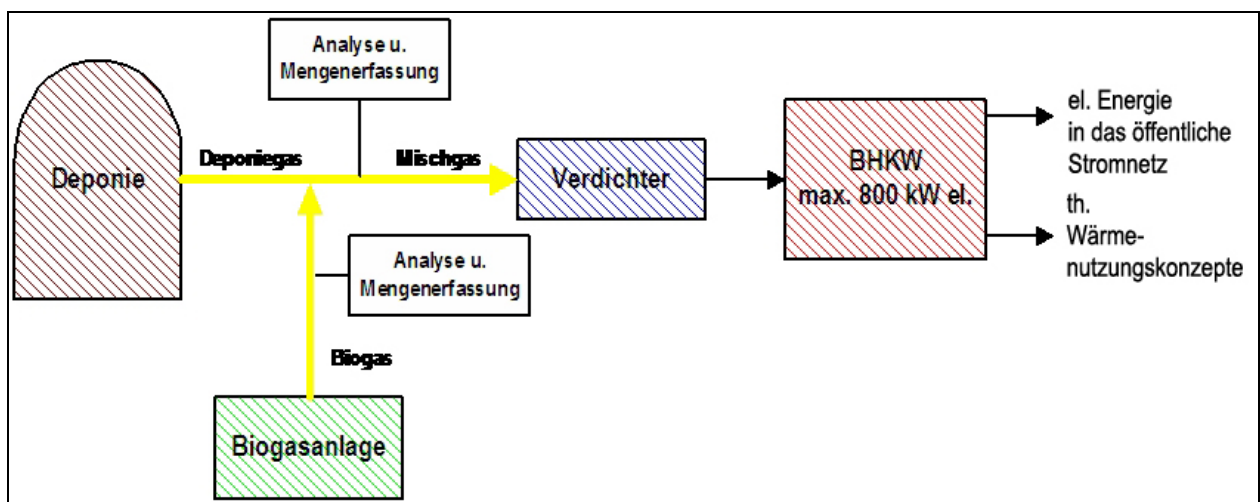 Analyse u.
Mengenerfassung
Deponie
Deponiegas
Mischgas
Verdichter
BHKW
max. 800 kW el.
el. Energie
in das öffentliche
Stromnetz
th.
Wärme-
nutzungskonzepte
Analyse u.
Mengenerfassung
Biogas
Biogasanlage